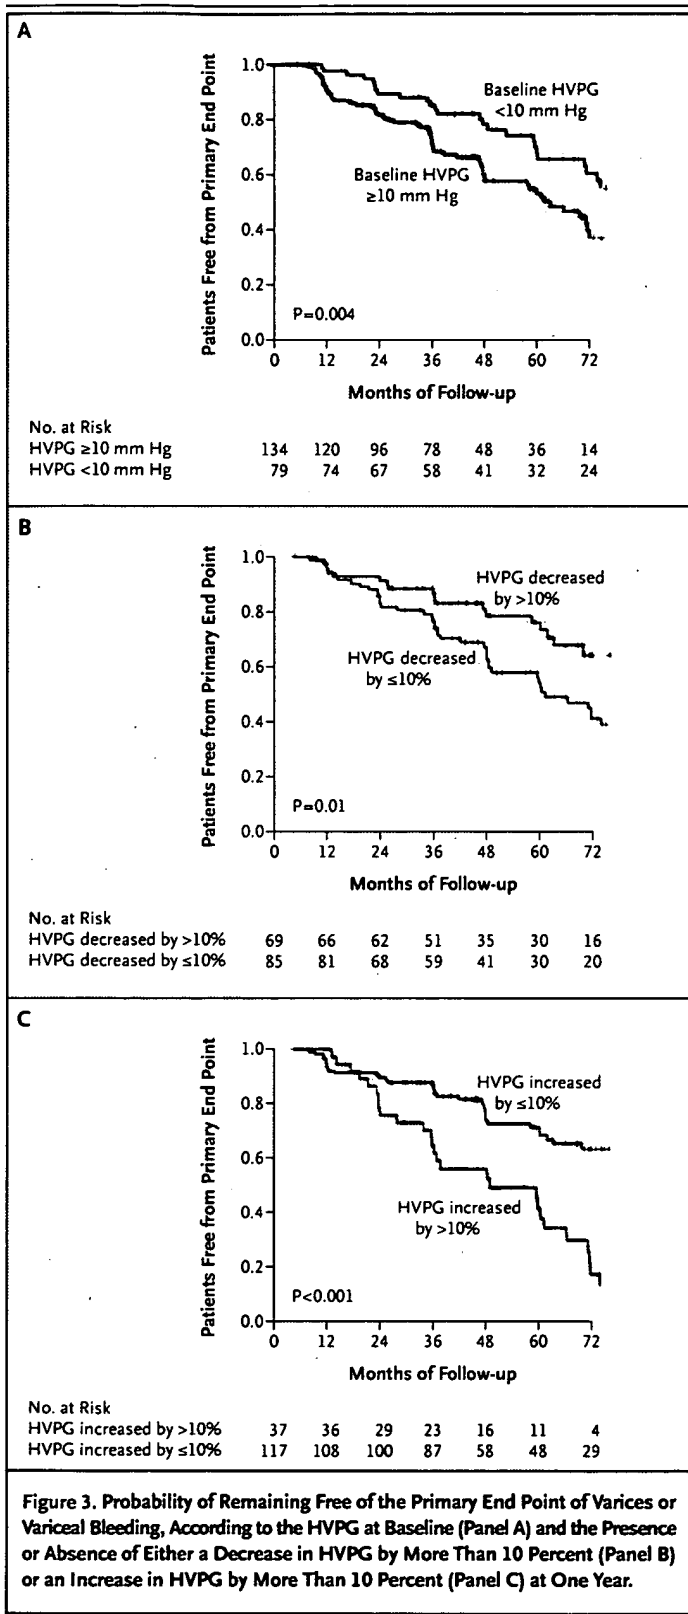 A
Patients Free from Primary End Point
1.0
0.8
0.6
0.4
0.2
0.0
Baseline HVPG
<10 mm Hg
Baseline HVPG
≥10 mm Hg
P=0.004
0 12 24 36 48 60 72
Months of Follow-up
No. at Risk
HVPG ≥10 mm Hg 134 120 96 78 48 36 14
HVPG <10 mm Hg 79 74 67 58 41 32 24
B
Patients Free from Primary End Point
1.0
0.8
0.6
0.4
0.2
0.0
HVPG decreased
by >10%
HVPG decreased
by ≤10%
P=0.01
0 12 24 36 48 60 72
Months of Follow-up
No. at Risk
HVPG decreased by >10% 69 66 62 51 35 30 16
HVPG decreased by ≤10% 85 81 68 59 41 30 20
C
Patients Free from Primary End Point
1.0
0.8
0.6
0.4
0.2
0.0
HVPG increased
by ≤10%
HVPG increased
by >10%
P<0.001
0 12 24 36 48 60 72
Months of Follow-up
No. at Risk
HVPG increased by >10% 37 36 29 23 16 11 4
HVPG increased by ≤10% 117 108 100 87 58 48 29
Figure 3. Probability of Remaining Free of the Primary End Point of Varices or
Variceal Bleeding, According to the HVPG at Baseline (Panel A) and the Presence
or Absence of Either a Decrease in HVPG by More Than 10 Percent (Panel B)
or an Increase in HVPG by More Than 10 Percent (Panel C) at One Year.